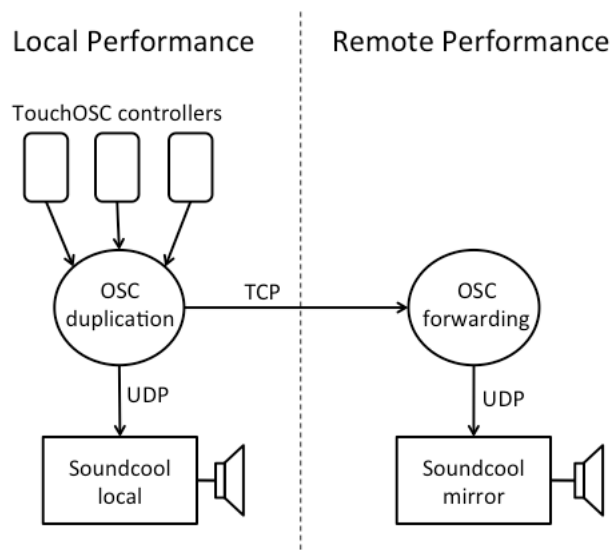 Local Performance
Remote Performance
TouchOSC controllers
OSC
duplication
TCP
OSC
forwarding
UDP
UDP
Soundcool
local
Soundcool
mirror